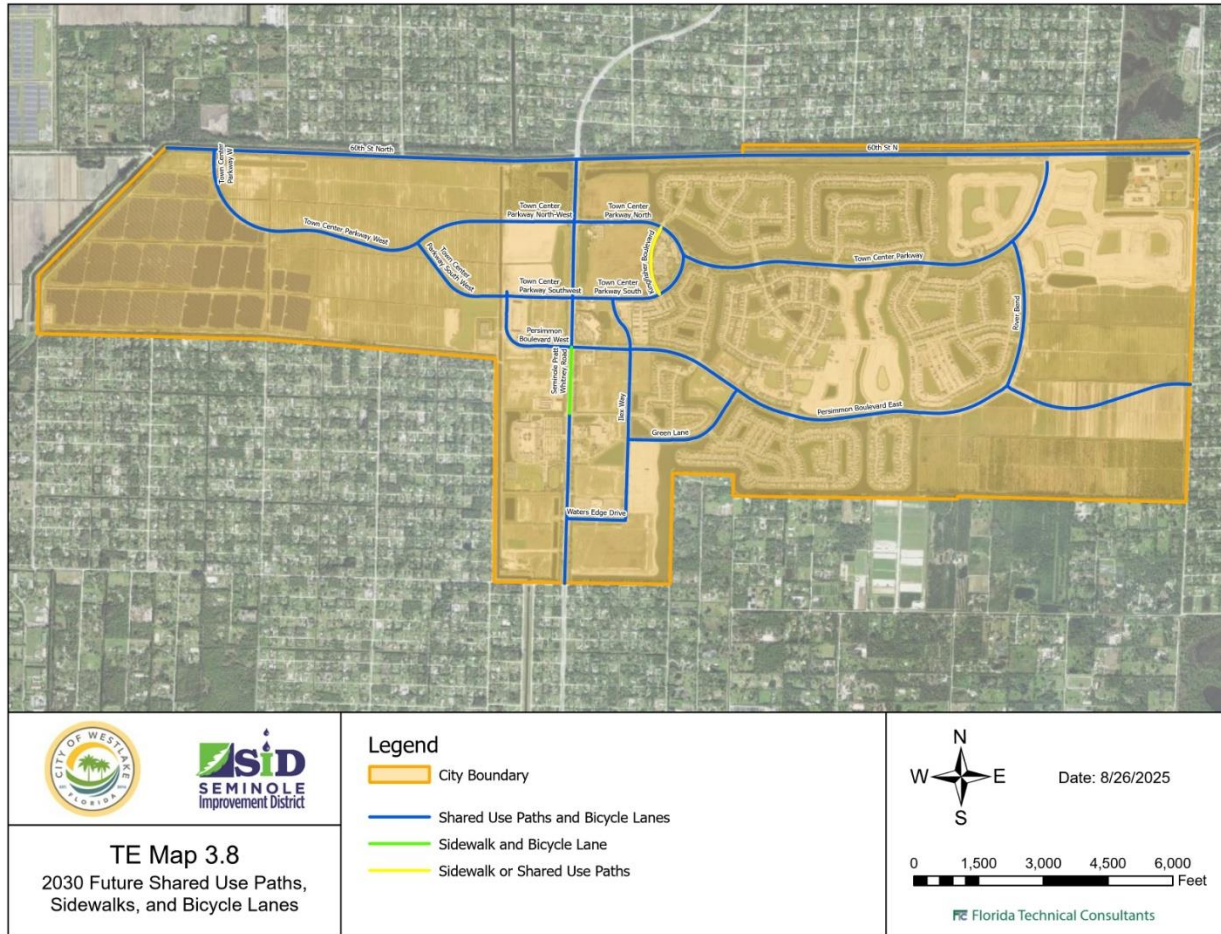 60th St North
60th St N
Town Center
Parkway W
Town Center
Parkway North-West
Town Center
Parkway North
Town Center Parkway West
Kingfisher Boulevard
Town Center Parkway
Town Center
Parkway South West
Town Center
Parkway Southwest
Town Center
Parkway South
River Bend
Persimmon
Boulevard West
Seminole Pratt
Whitney Road
Ilex Way
Persimmon Boulevard East
Green Lane
Waters Edge Drive
CITY OF WESTLAKE
FLORIDA
SID
SEMINOLE
Improvement District
TE Map 3.8
2030 Future Shared Use Paths,
Sidewalks, and Bicycle Lanes
Legend
City Boundary
Shared Use Paths and Bicycle Lanes
Sidewalk and Bicycle Lane
Sidewalk or Shared Use Paths
N
W E
S
Date: 8/26/2025
0 1,500 3,000 4,500 6,000
Feet
Florida Technical Consultants